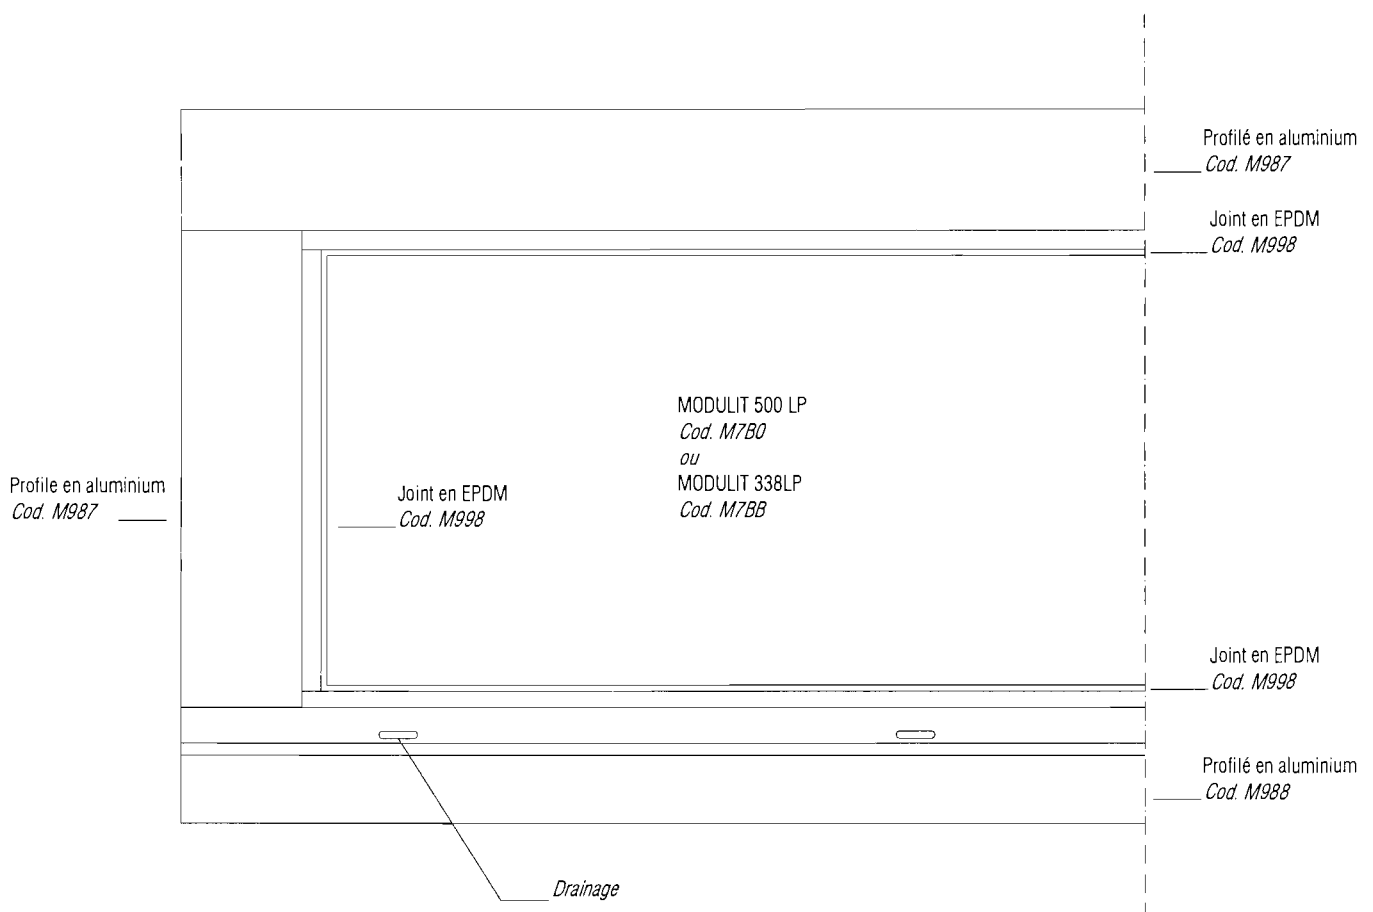 Profilé en aluminium
Cod. M987
Joint en EPDM
Cod. M998
MODULIT 500 LP
Cod. M7B0
ou
MODULIT 338LP
Cod. M7BB
Profile en aluminium
Cod. M987
Joint en EPDM
Cod. M998
Joint en EPDM
Cod. M998
Profilé en aluminium
Cod. M988
Drainage